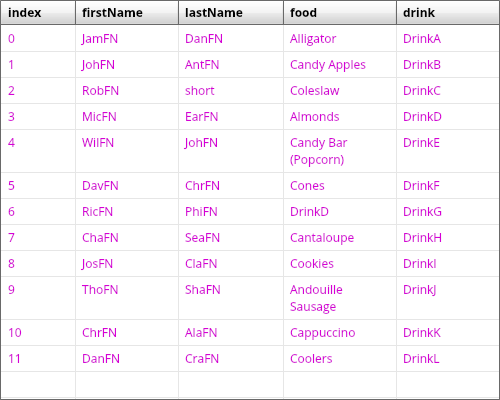 index firstName lastName food drink
0 JamFN DanFN Alligator DrinkA
1 JohFN AntFN Candy Apples DrinkB
2 RobFN short Coleslaw DrinkC
3 MicFN EarFN Almonds DrinkD
4 WilFN JohFN Candy Bar DrinkE
(Popcorn)
5 DavFN ChrFN Cones DrinkF
6 RicFN PhiFN DrinkD DrinkG
7 ChaFN SeaFN Cantaloupe DrinkH
8 JosFN ClaFN Cookies DrinkI
9 ThoFN ShaFN Andouille DrinkJ
Sausage
10 ChrFN AlaFN Cappuccino DrinkK
11 DanFN CraFN Coolers DrinkL